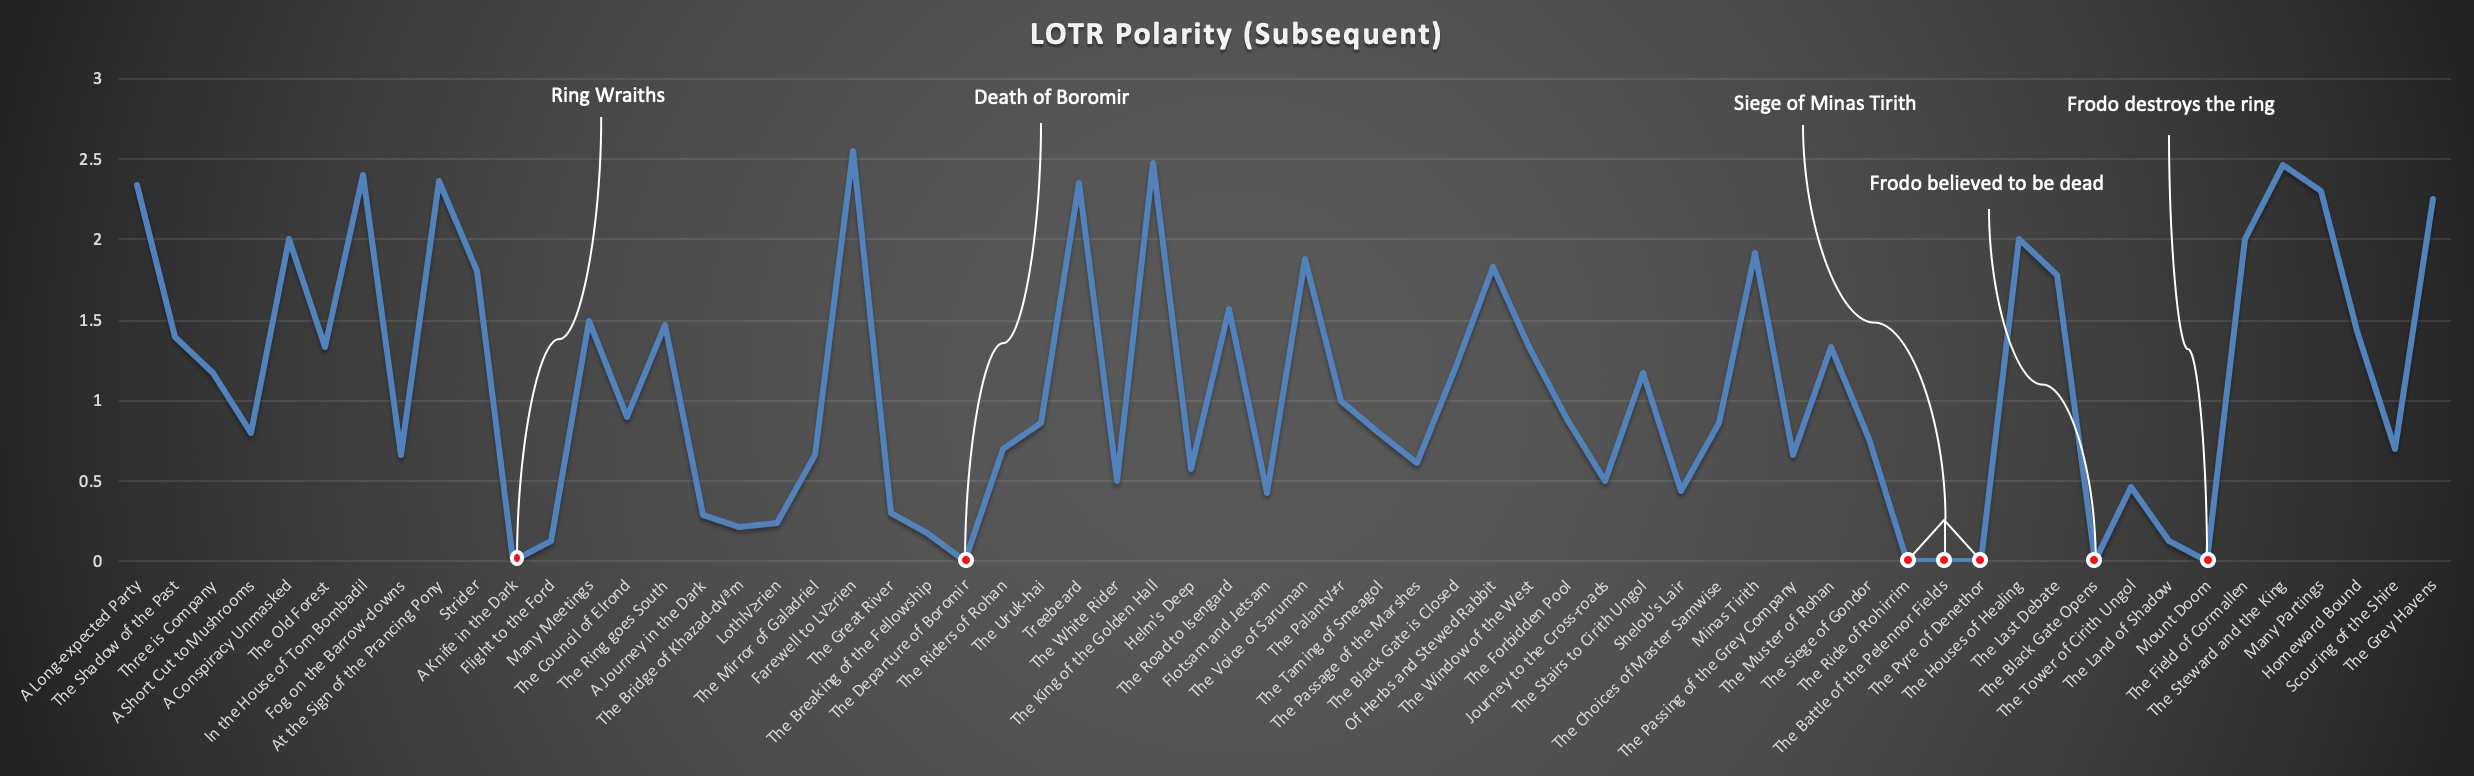 LOTR Polarity (Subsequent)
3
2.5
2
1.5
1
0.5
0
Ring Wraiths
Death of Boromir
Siege of Minas Tirith
Frodo believed to be dead
Frodo destroys the ring
A Long-expected Party
The Shadow of the Past
Three is Company
A Short Cut to Mushrooms
A Conspiracy Unmasked
The Old Forest
In the House of Tom Bombadil
Fog on the Barrow-downs
At the Sign of the Prancing Pony
Strider
A Knife in the Dark
Flight to the Ford
Many Meetings
The Council of Elrond
The Ring goes South
A Journey in the Dark
The Bridge of Khazad-dv™m
Lothl√≥rien
The Mirror of Galadriel
Farewell to L√≥rien
The Great River
The Breaking of the Fellowship
The Departure of Boromir
The Riders of Rohan
The Uruk-hai
Treebeard
The White Rider
The King of the Golden Hall
Helm's Deep
The Road to Isengard
Flotsam and Jetsam
The Voice of Saruman
The Palant√≠r
The Taming of Smeagol
The Passage of the Marshes
The Black Gate is Closed
Of Herbs and Stewed Rabbit
The Window of the West
The Forbidden Pool
Journey to the Cross-roads
The Stairs to Cirith Ungol
Shelob's Lair
The Choices of Master Samwise
Minas Tirith
The Passing of the Grey Company
The Muster of Rohan
The Siege of Gondor
The Ride of Rohirrim
The Battle of the Pelennor Fields
The Pyre of Denethor
The Houses of Healing
The Last Debate
The Black Gate Opens
The Tower of Cirith Ungol
The Land of Shadow
Mount Doom
The Field of Cormallen
The Steward and the King
Many Partings
Homeward Bound
Scouring of the Shire
The Grey Havens